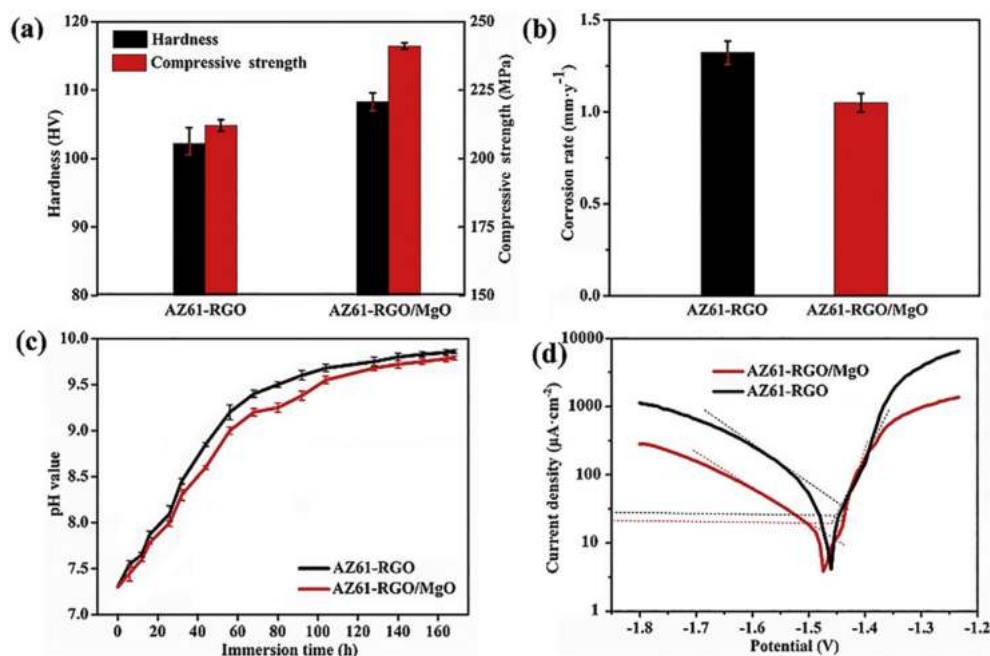 (a)
Hardness
Compressive strength
Hardness (HV)
120
110
100
90
80
Compressive strength (MPa)
250
225
200
175
150
AZ61-RGO
AZ61-RGO/MgO
(b)
Corrosion rate (mm·y⁻¹)
1.5
1.0
0.5
0.0
AZ61-RGO
AZ61-RGO/MgO
(c)
pH value
10.0
9.5
9.0
8.5
8.0
7.5
7.0
AZ61-RGO
AZ61-RGO/MgO
0 20 40 60 80 100 120 140 160
Immersion time (h)
(d)
Current density (μA·cm⁻²)
10000
1000
100
10
1
AZ61-RGO/MgO
AZ61-RGO
-1.8 -1.7 -1.6 -1.5 -1.4 -1.3 -1.2
Potential (V)